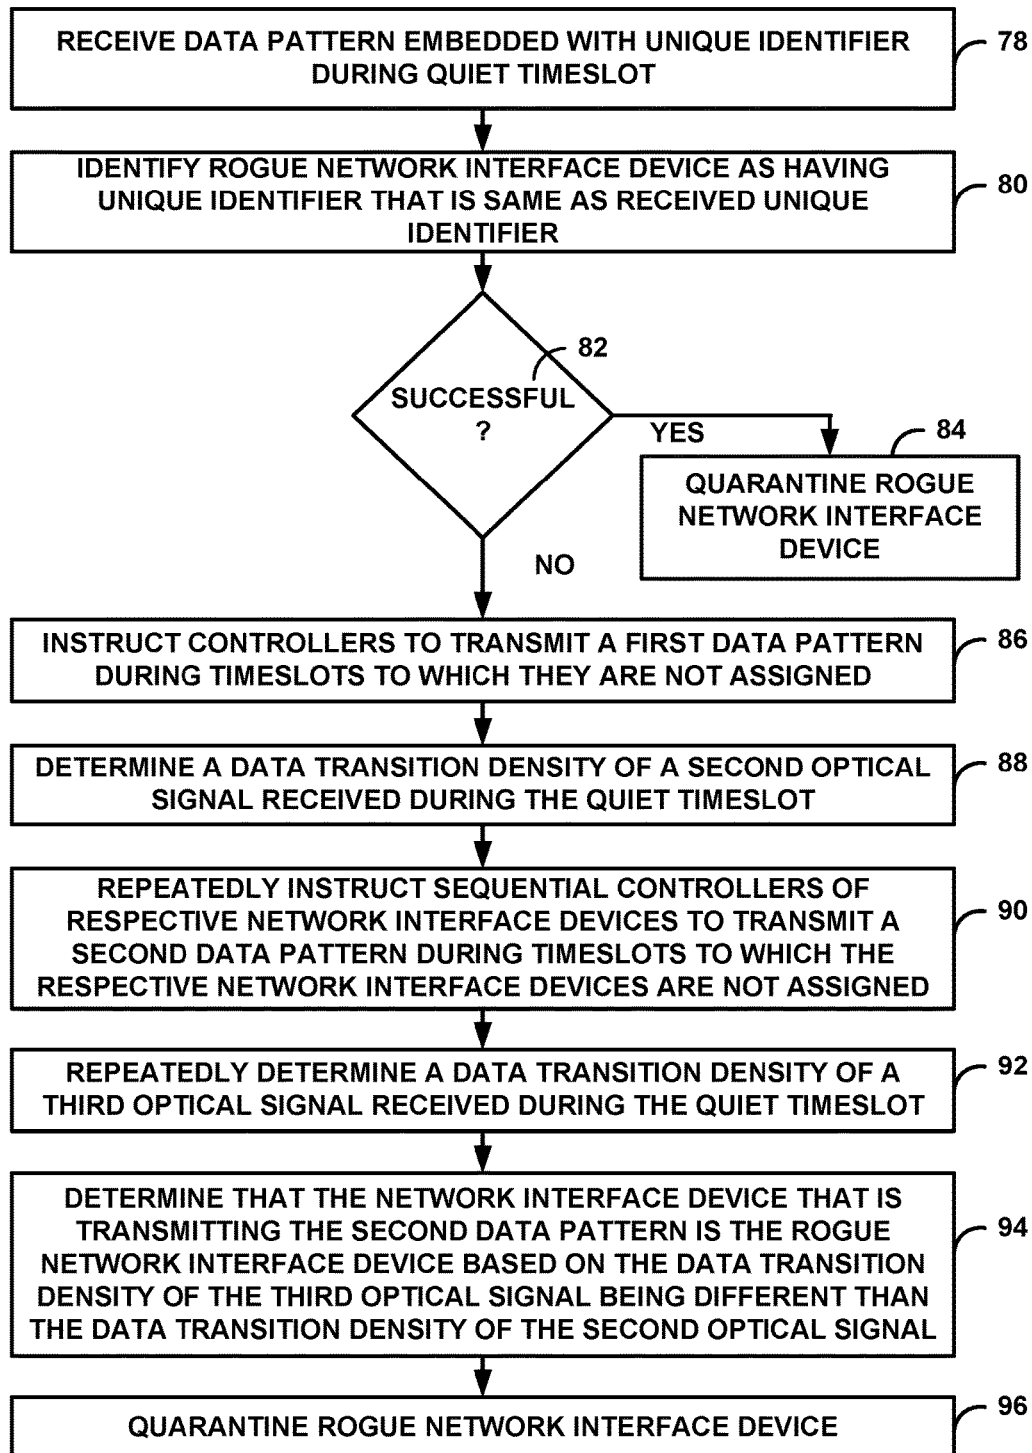 RECEIVE DATA PATTERN EMBEDDED WITH UNIQUE IDENTIFIER
DURING QUIET TIMESLOT
78
IDENTIFY ROGUE NETWORK INTERFACE DEVICE AS HAVING
UNIQUE IDENTIFIER THAT IS SAME AS RECEIVED UNIQUE
IDENTIFIER
80
82
SUCCESSFUL
?
YES
84
QUARANTINE ROGUE
NETWORK INTERFACE
DEVICE
NO
INSTRUCT CONTROLLERS TO TRANSMIT A FIRST DATA PATTERN
DURING TIMESLOTS TO WHICH THEY ARE NOT ASSIGNED
86
DETERMINE A DATA TRANSITION DENSITY OF A SECOND OPTICAL
SIGNAL RECEIVED DURING THE QUIET TIMESLOT
88
REPEATEDLY INSTRUCT SEQUENTIAL CONTROLLERS OF
RESPECTIVE NETWORK INTERFACE DEVICES TO TRANSMIT A
SECOND DATA PATTERN DURING TIMESLOTS TO WHICH THE
RESPECTIVE NETWORK INTERFACE DEVICES ARE NOT ASSIGNED
90
REPEATEDLY DETERMINE A DATA TRANSITION DENSITY OF A
THIRD OPTICAL SIGNAL RECEIVED DURING THE QUIET TIMESLOT
92
DETERMINE THAT THE NETWORK INTERFACE DEVICE THAT IS
TRANSMITTING THE SECOND DATA PATTERN IS THE ROGUE
NETWORK INTERFACE DEVICE BASED ON THE DATA TRANSITION
DENSITY OF THE THIRD OPTICAL SIGNAL BEING DIFFERENT THAN
THE DATA TRANSITION DENSITY OF THE SECOND OPTICAL SIGNAL
94
QUARANTINE ROGUE NETWORK INTERFACE DEVICE
96